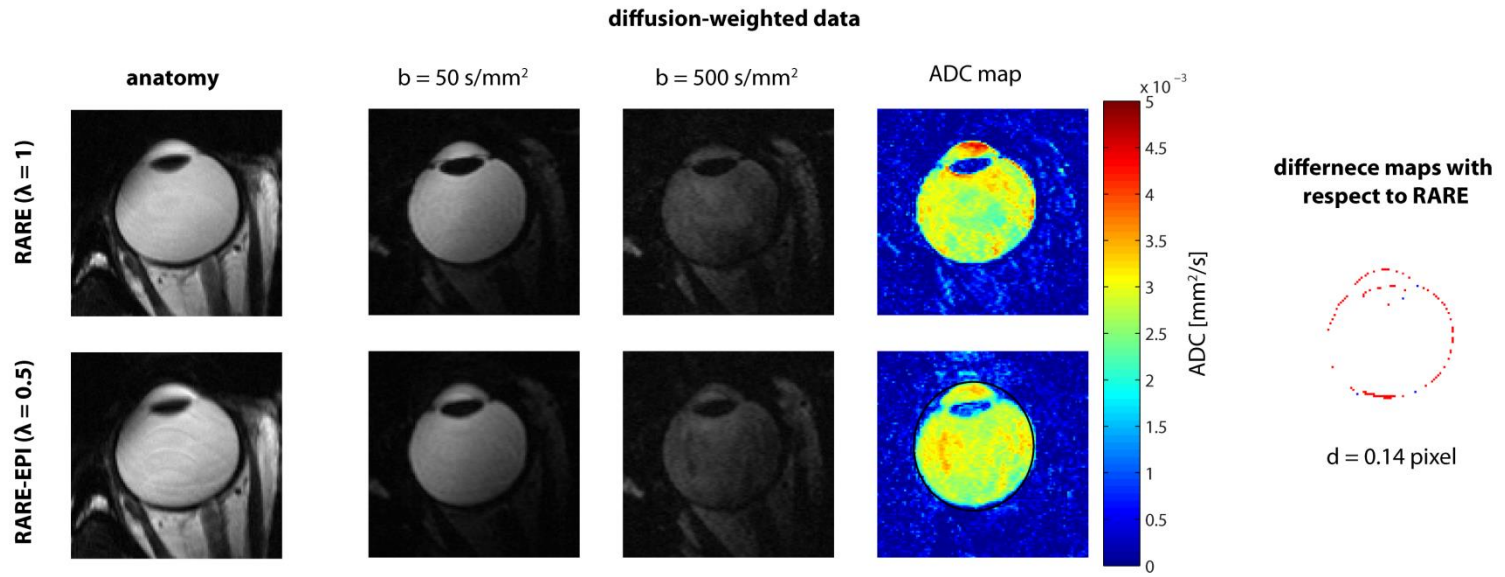 diffusion-weighted data
anatomy
b = 50 s/mm²
b = 500 s/mm²
ADC map
x 10⁻³
RARE (λ = 1)
5
4.5
4
3.5
3
2.5
2
1.5
1
0.5
0
ADC [mm²/s]
differnece maps with
respect to RARE
RARE-EPI (λ = 0.5)
d = 0.14 pixel